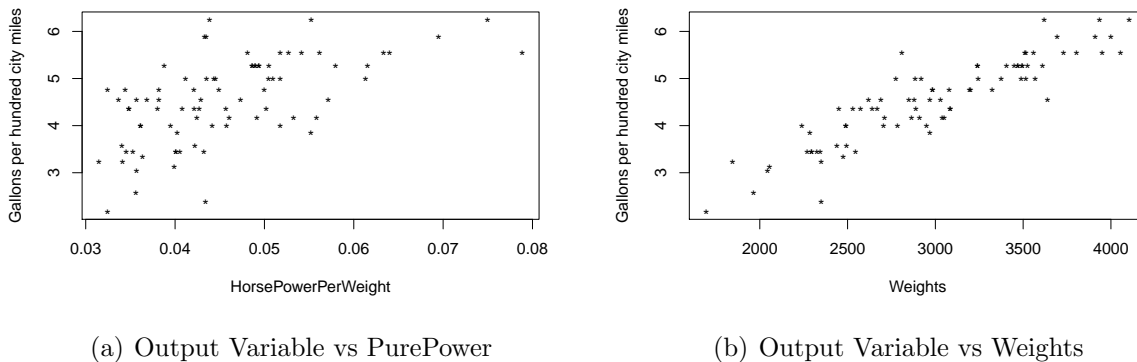 Gallons per hundred city miles
6
5
4
3
0.03 0.04 0.05 0.06 0.07 0.08
HorsePowerPerWeight
(a) Output Variable vs PurePower
Gallons per hundred city miles
6
5
4
3
2000 2500 3000 3500 4000
Weights
(b) Output Variable vs Weights